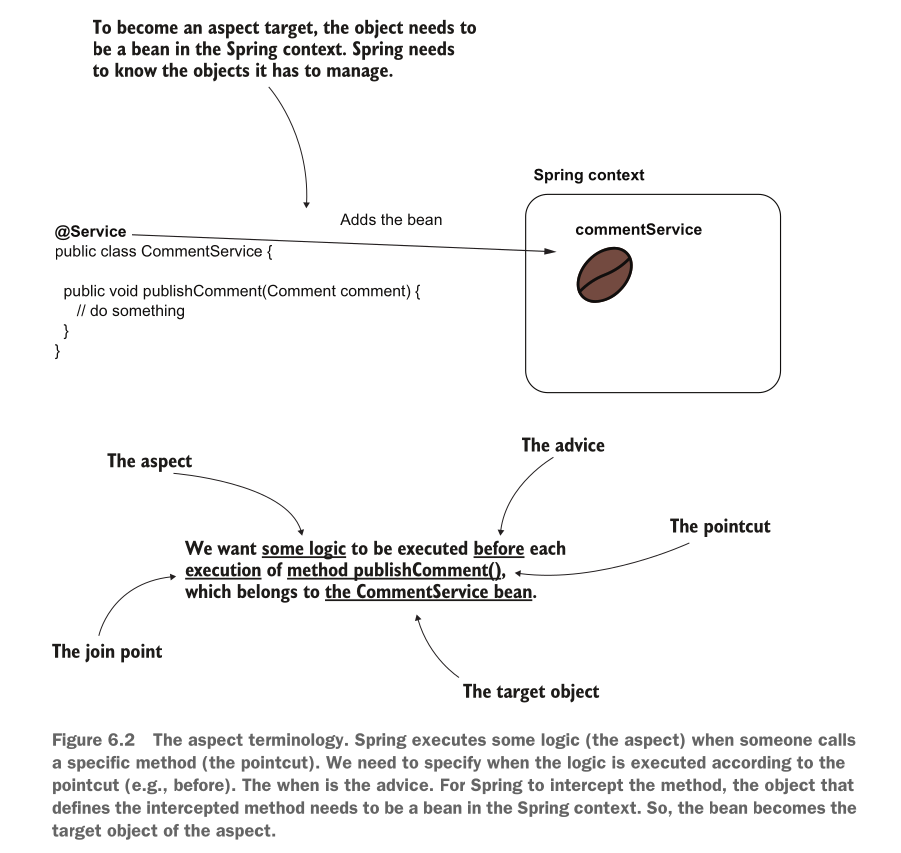 To become an aspect target, the object needs to
be a bean in the Spring context. Spring needs
to know the objects it has to manage.
Spring context
Adds the bean
commentService
@Service
public class CommentService {
public void publishComment(Comment comment) {
// do something
}
}
The aspect
The advice
The pointcut
We want some logic to be executed before each
execution of method publishComment(),
which belongs to the CommentService bean.
The join point
The target object
Figure 6.2 The aspect terminology. Spring executes some logic (the aspect) when someone calls
a specific method (the pointcut). We need to specify when the logic is executed according to the
pointcut (e.g., before). The when is the advice. For Spring to intercept the method, the object that
defines the intercepted method needs to be a bean in the Spring context. So, the bean becomes the
target object of the aspect.